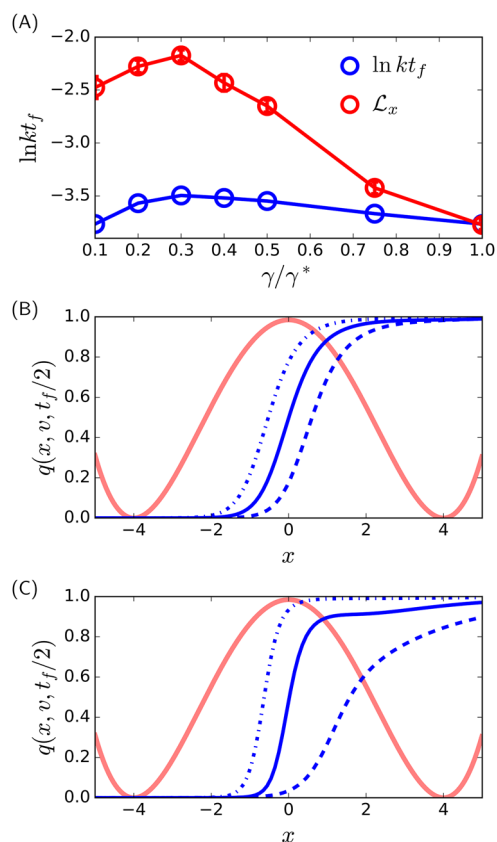 (A)
−2.0
−2.5
−3.0
−3.5
ln kt_f
ln kt_f
ℒ_x
0.1 0.2 0.3 0.4 0.5 0.6 0.7 0.8 0.9 1.0
γ/γ*
(B)
1.0
0.8
0.6
0.4
0.2
0.0
q(x, v, t_f/2)
−4 −2 0 2 4
x
(C)
1.0
0.8
0.6
0.4
0.2
0.0
q(x, v, t_f/2)
−4 −2 0 2 4
x